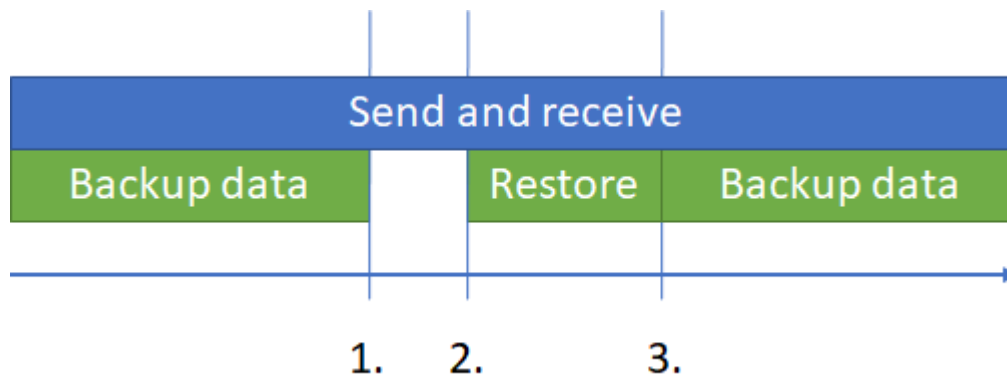 Send and receive
Backup data Restore Backup data
1. 2. 3.